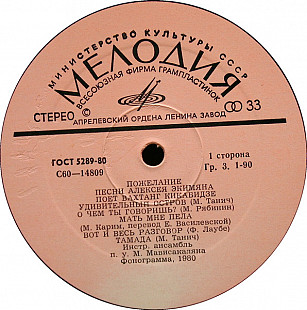 МИНИСТЕРСТВО КУЛЬТУРЫ СССР
МЕЛОДИЯ
ВСЕСОЮЗНАЯ ФИРМА ГРАМПЛАСТИНОК
СТЕРЕО
33
АПРЕЛЕВСКИЙ ОРДЕНА ЛЕНИНА ЗАВОД
ГОСТ 5289-80
1 сторона
С60—14809
Гр. 3. 1-90
ПОЖЕЛАНИЕ
ПЕСНИ АЛЕКСЕЯ ЭКИМЯНА
ПОЕТ ВАХТАНГ КИКАБИДЗЕ
УДИВИТЕЛЬНЫЙ ОСТРОВ (М. Танич)
О ЧЕМ ТЫ ГОВОРИШЬ? (М. Рябинин)
МАТЬ МНЕ ПЕЛА
(М. Карим, перевод Е. Василевской)
ВОТ И ВЕСЬ РАЗГОВОР (Ф. Лаубе)
ТАМАДА (М. Танич)
Инстр. ансамбль
п. у М. Манисакаляна
Фонограмма, 1980